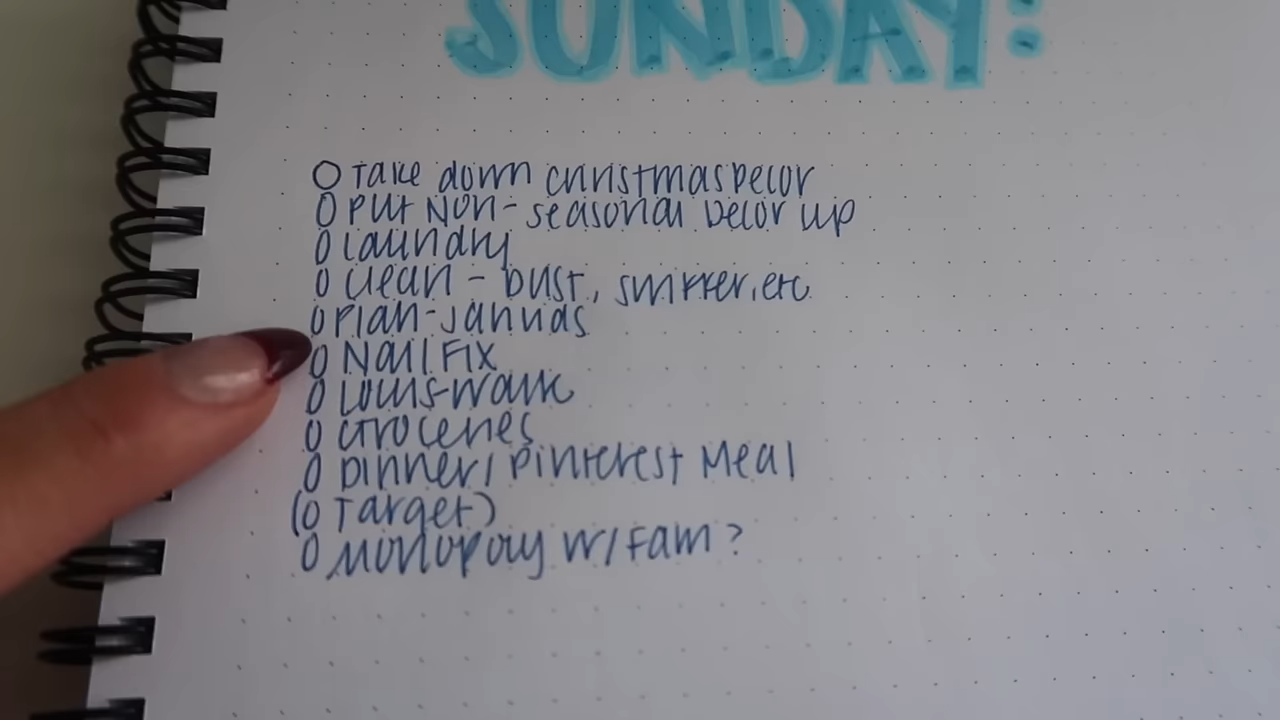 SUNDAY:
O Take down christmas Decor
O Put Non-seasonal Decor up
O Laundry
O Clean - Dust, swiffer, etc
O Plan-
O Nail Fix
O Louis-walk
O Groceries
O Dinner/Pinterest Meal
(O Target)
O Monopoly w/ Fam?